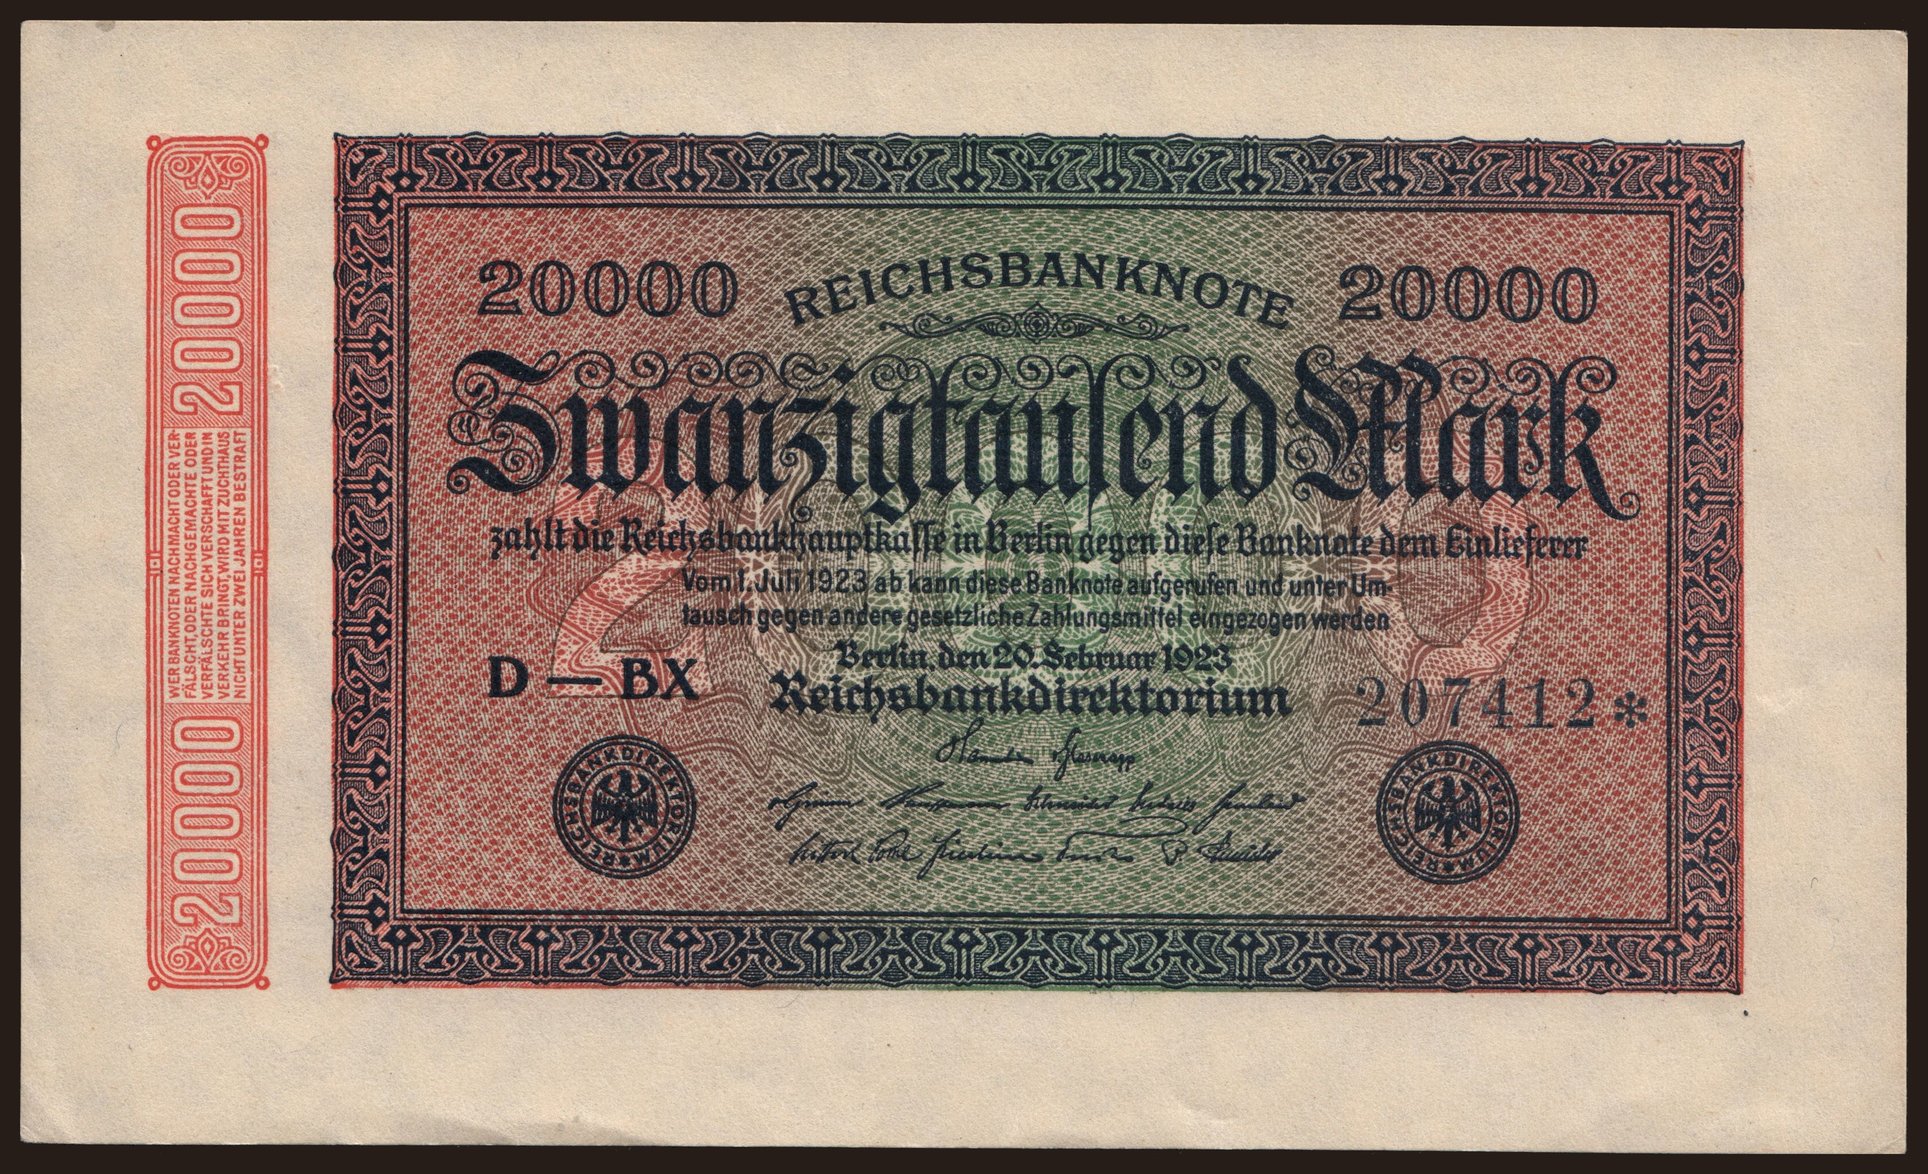 20000
REICHSBANKNOTE
20000
Zwanzigtausend Mark
zahlt die Reichsbankhauptkasse in Berlin gegen diese Banknote dem Einlieferer
Vom 1. Juli 1923 ab kann diese Banknote aufgerufen und unter Um-
tausch gegen andere gesetzliche Zahlungsmittel eingezogen werden
Berlin, den 20. Februar 1923
D — BX
Reichsbankdirektorium
207412*
REICHSBANKDIREKTORIUM
REICHSBANKDIREKTORIUM
20000
WER BANKNOTEN NACHMACHT ODER VER-
FÄLSCHT, ODER NACHGEMACHTE ODER
VERFÄLSCHTE SICH VERSCHAFFT UND IN
VERKEHR BRINGT, WIRD MIT ZUCHTHAUS
NICHT UNTER ZWEI JAHREN BESTRAFT
20000
20000